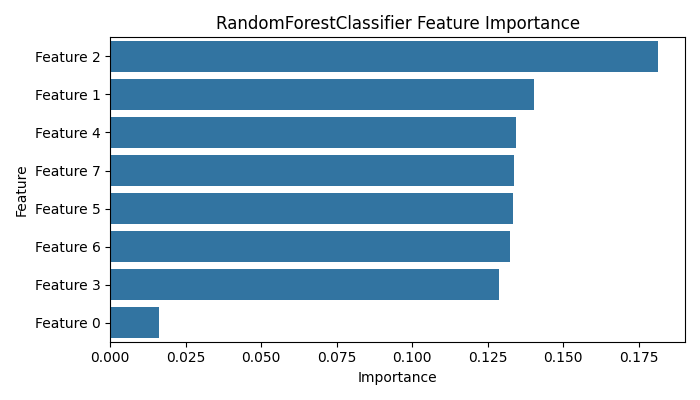 RandomForestClassifier Feature Importance
Feature
Feature 2
Feature 1
Feature 4
Feature 7
Feature 5
Feature 6
Feature 3
Feature 0
0.000 0.025 0.050 0.075 0.100 0.125 0.150 0.175
Importance